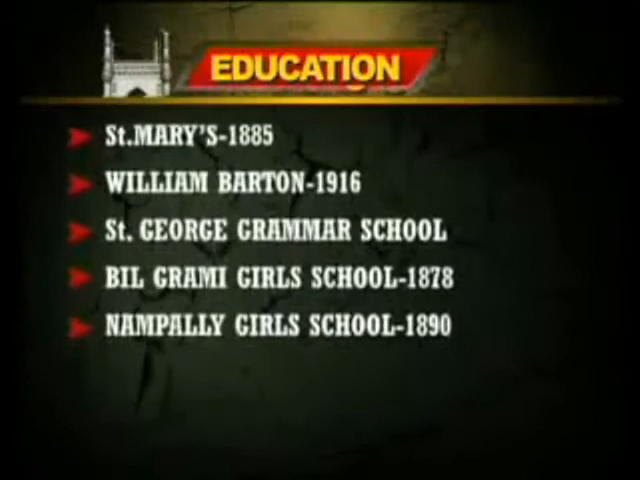 EDUCATION
St.MARY'S-1885
WILLIAM BARTON-1916
St. GEORGE GRAMMAR SCHOOL
BIL GRAMI GIRLS SCHOOL-1878
NAMPALLY GIRLS SCHOOL-1890